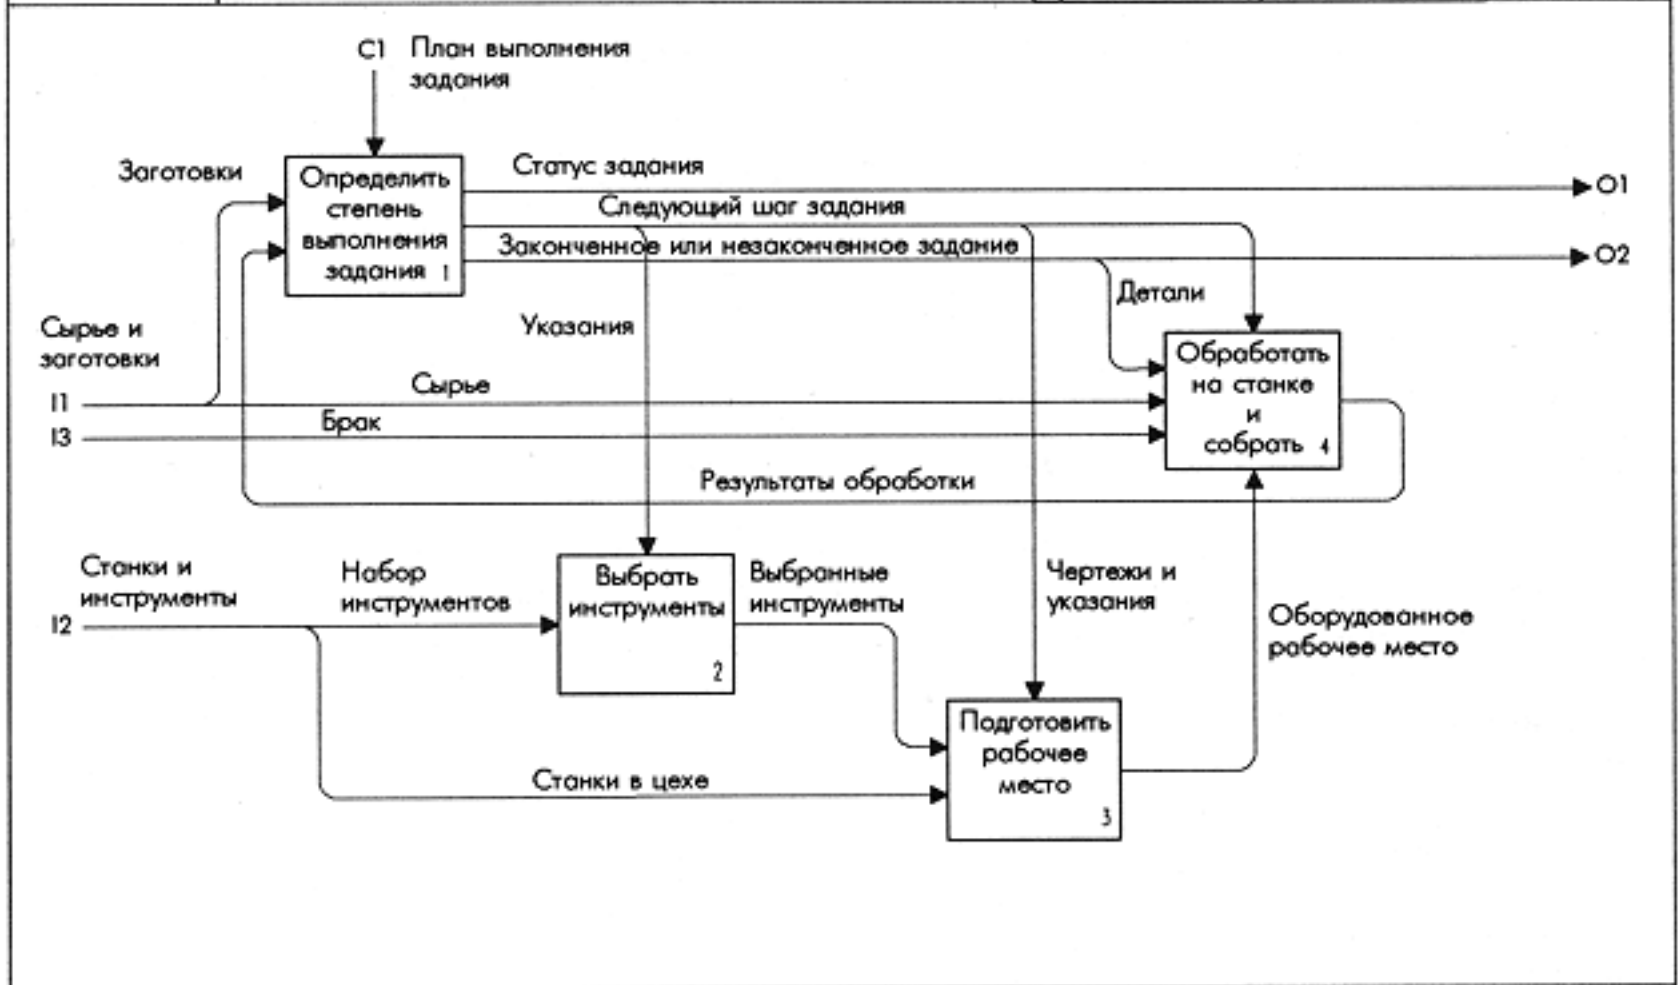 C1
План выполнения
задания
Заготовки
Определить
степень
выполнения
задания 1
Статус задания
O1
Следующий шаг задания
Законченное или незаконченное задание
O2
Детали
Указания
Сырье и
заготовки
I1
Сырье
I3
Брак
Обработать
на станке
и
собрать 4
Результаты обработки
Станки и
инструменты
I2
Набор
инструментов
Выбрать
инструменты
2
Выбранные
инструменты
Чертежи и
указания
Оборудованное
рабочее место
Подготовить
рабочее
место
3
Станки в цехе